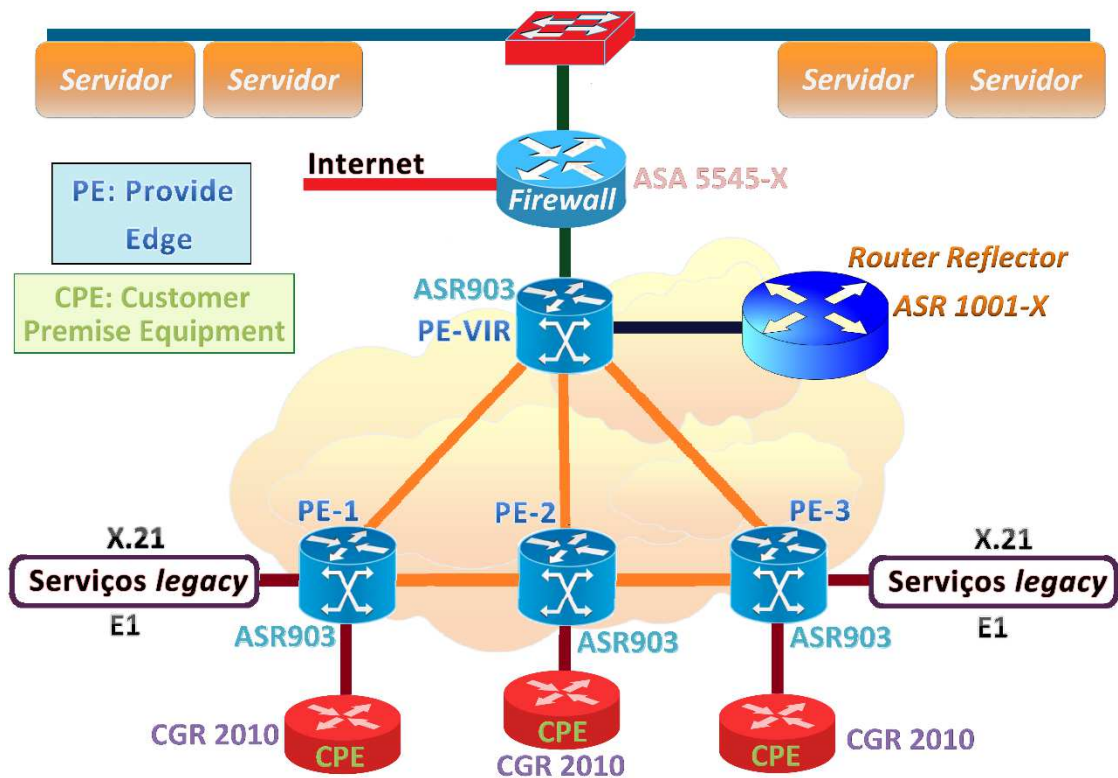 Servidor
Servidor
Servidor
Servidor
Internet
Firewall
ASA 5545-X
PE: Provide
Edge
CPE: Customer
Premise Equipment
ASR903
PE-VIR
Router Reflector
ASR 1001-X
PE-1
PE-2
PE-3
X.21
Serviços legacy
E1
X.21
Serviços legacy
E1
ASR903
ASR903
ASR903
CGR 2010
CPE
CPE
CGR 2010
CPE
CGR 2010